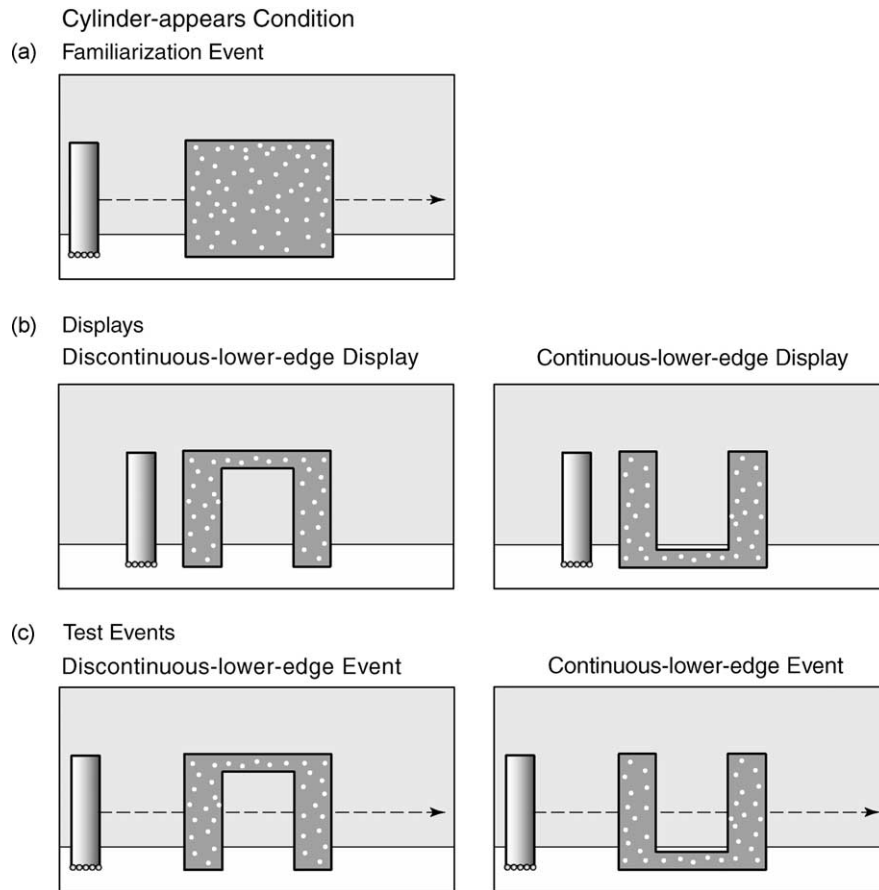 Cylinder-appears Condition
(a) Familiarization Event
(b) Displays
Discontinuous-lower-edge Display
Continuous-lower-edge Display
(c) Test Events
Discontinuous-lower-edge Event
Continuous-lower-edge Event